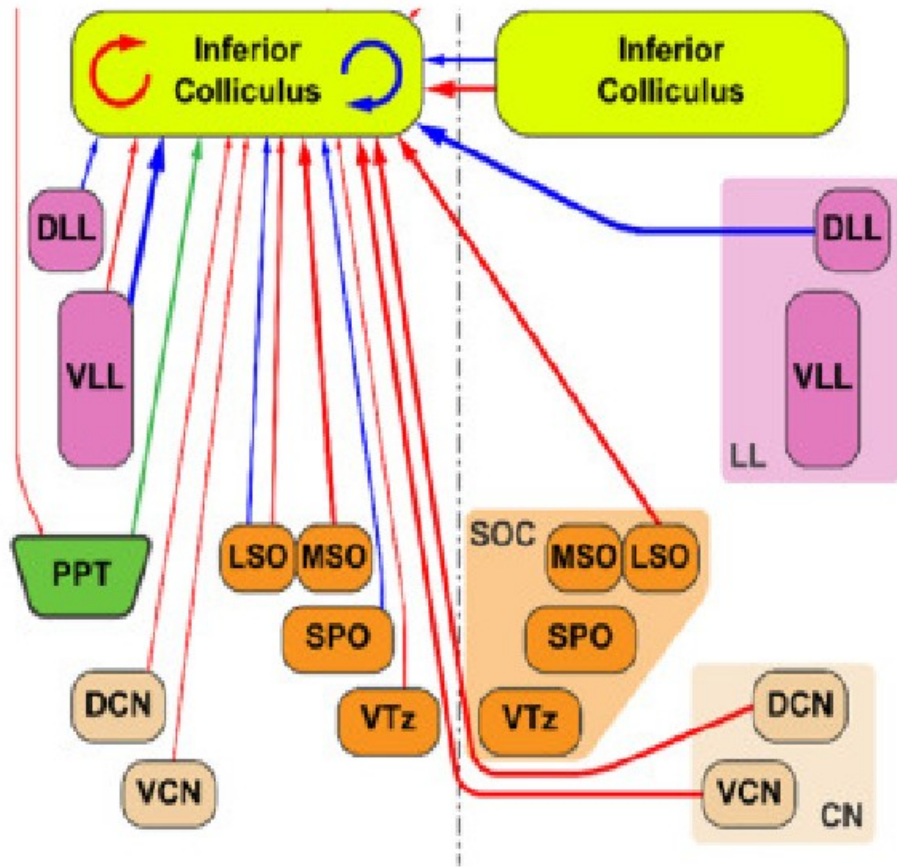 Inferior
Colliculus
Inferior
Colliculus
DLL
DLL
VLL
VLL
LL
PPT
LSO
MSO
SOC
MSO
LSO
SPO
SPO
DCN
DCN
VTz
VTz
VCN
VCN
CN